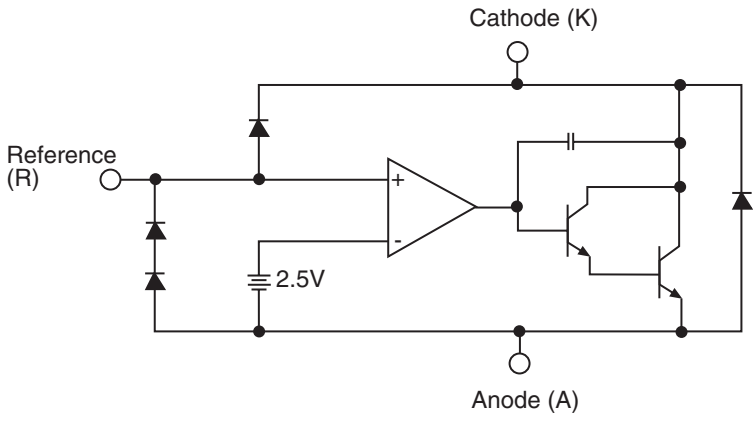 Cathode (K)
Reference
(R)
+
-
2.5V
Anode (A)